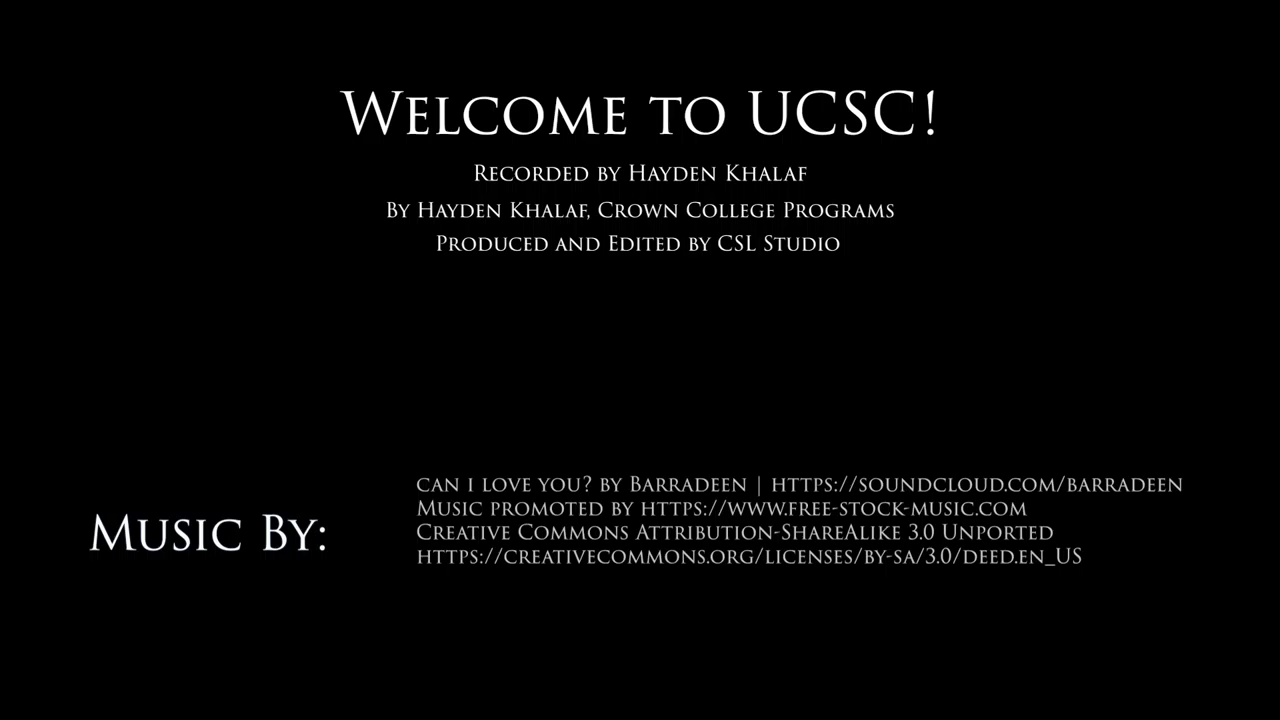 Welcome to UCSC!
Recorded by Hayden Khalaf
By Hayden Khalaf, Crown College Programs
Produced and Edited by CSL Studio
can i love you? by Barradeen | https://soundcloud.com/barradeen
Music promoted by https://www.free-stock-music.com
Music By:
Creative Commons Attribution-ShareAlike 3.0 Unported
https://creativecommons.org/licenses/by-sa/3.0/deed.en_US